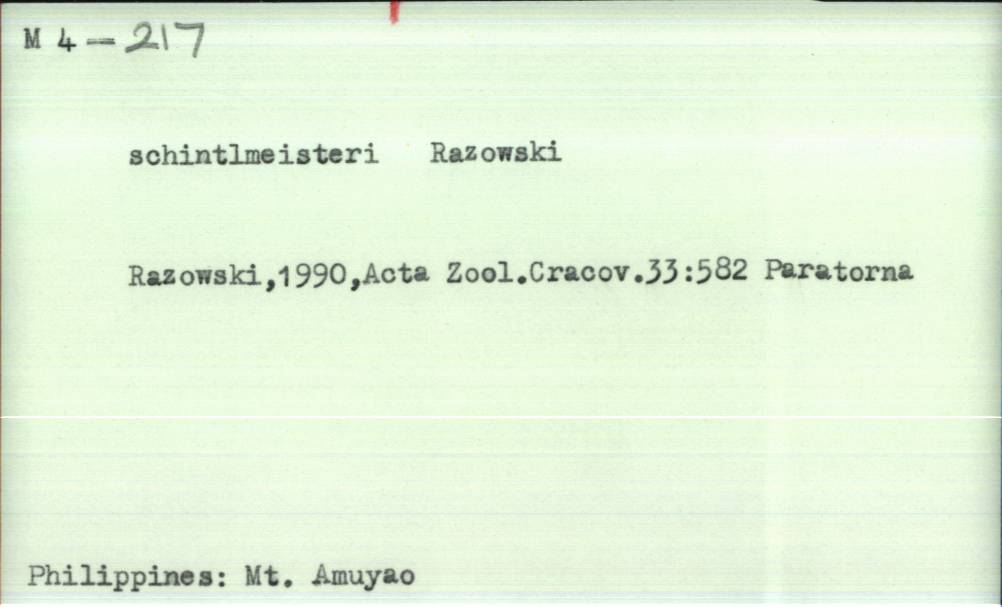 M 4 — 217
schintlmeisteri Razowski
Razowski,1990,Acta Zool.Cracov.33:582 Paratorna
Philippines: Mt. Amuyao